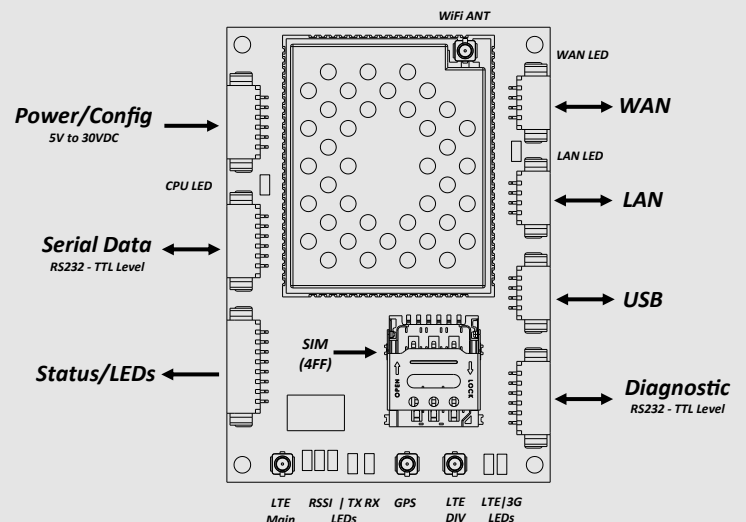 WiFi ANT
WAN LED
Power/Config
5V to 30VDC
WAN
LAN LED
CPU LED
LAN
Serial Data
RS232 - TTL Level
USB
SIM
(4FF)
OPEN
LOCK
Status/LEDs
Diagnostic
RS232 - TTL Level
LTE
Main
RSSI | TX RX
LEDs
GPS
LTE
DIV
LTE|3G
LEDs